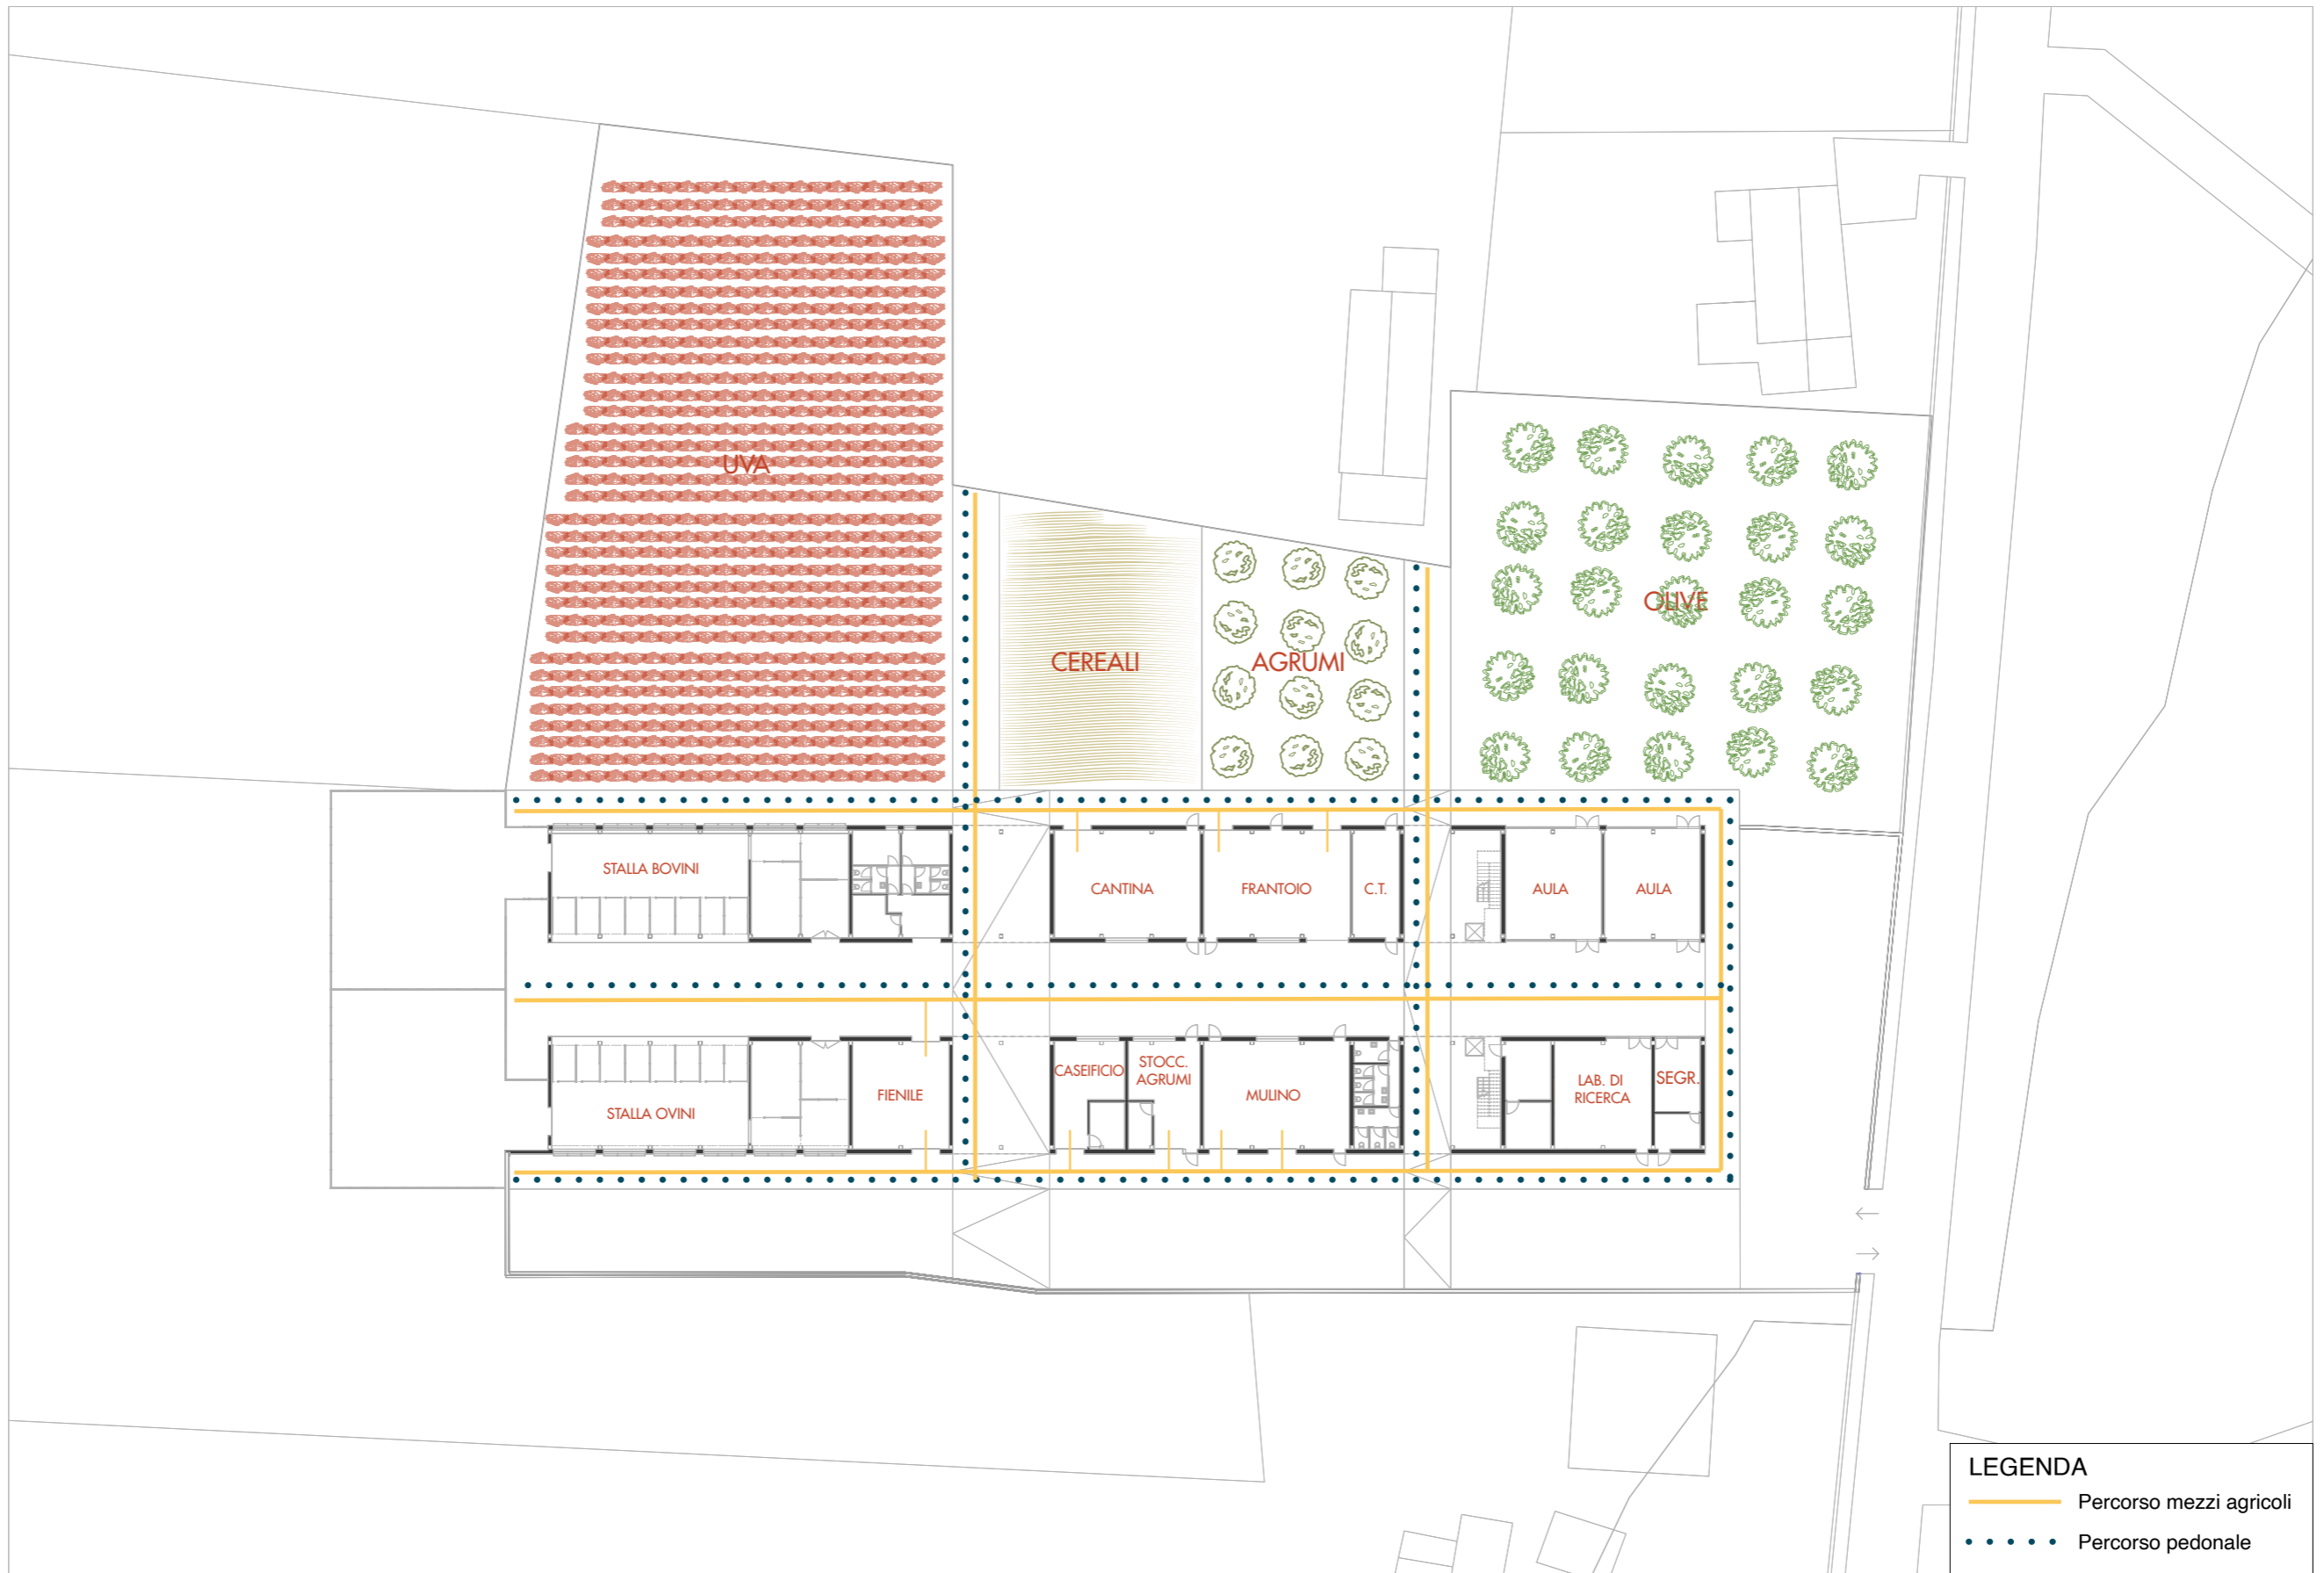 UVA
OLIVE
CEREALI
AGRUMI
STALLA BOVINI
CANTINA
FRANTOIO
C.T.
AULA
AULA
STALLA OVINI
FIENILE
CASEIFICIO
STOCC.
AGRUMI
MULINO
LAB. DI
RICERCA
SEGR.
LEGENDA
Percorso mezzi agricoli
Percorso pedonale